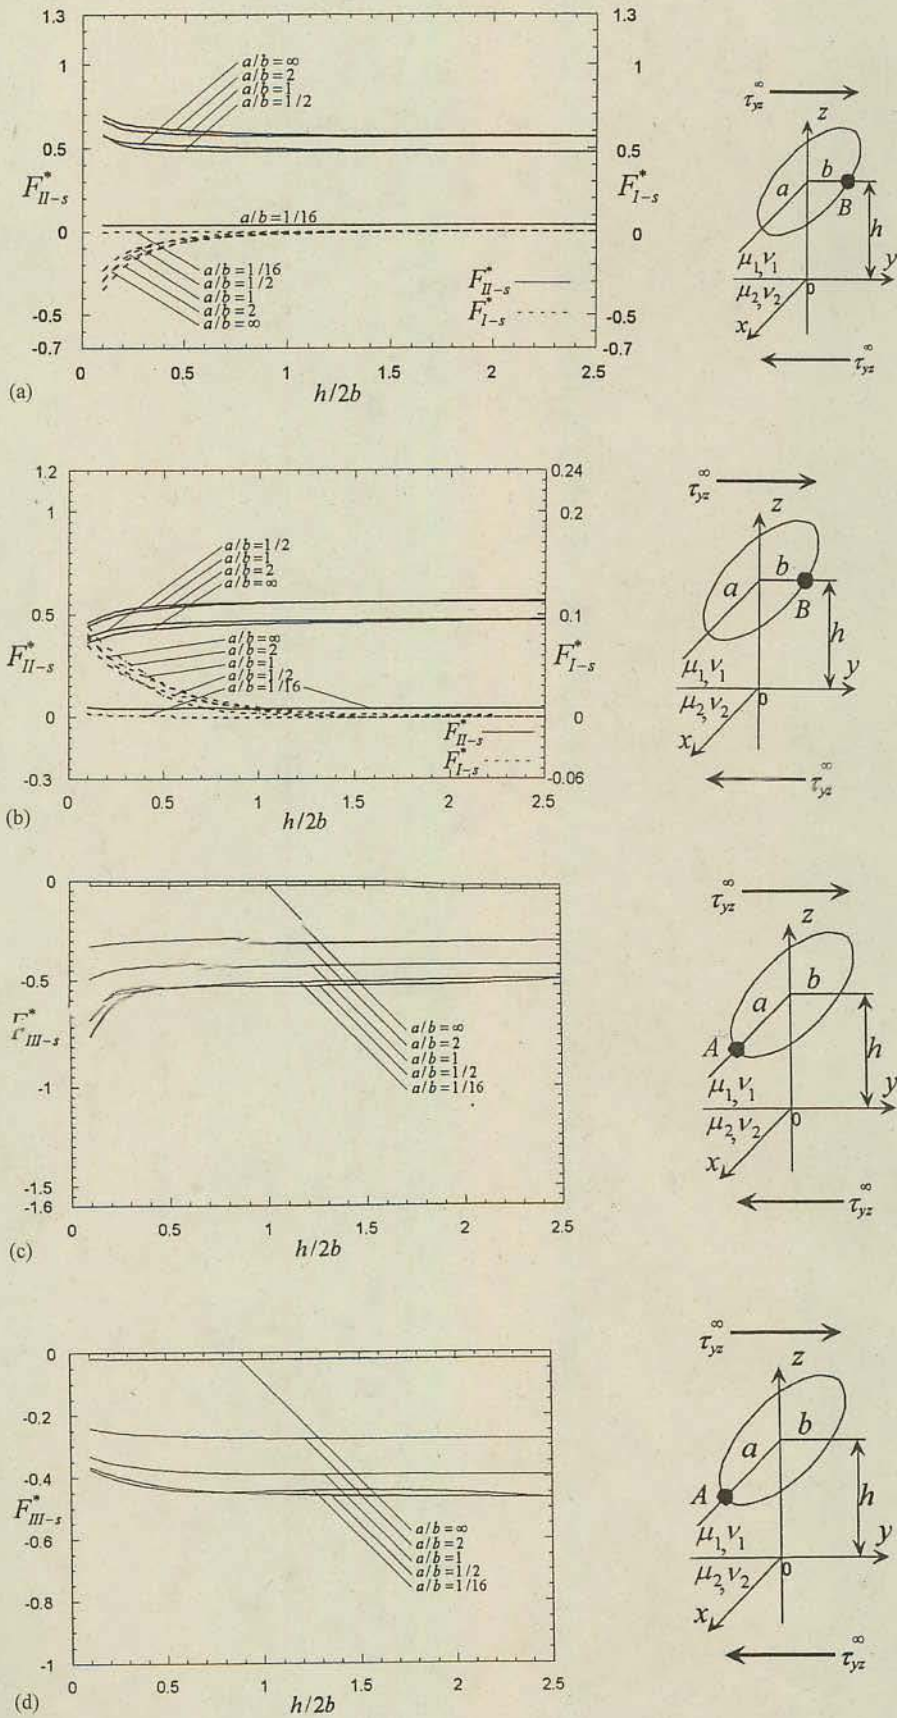 1.3
1
0.5
0
-0.5
-0.7
F*II-s
1.3
1
0.5
0
-0.5
-0.7
F*I-s
a/b=∞
a/b=2
a/b=1
a/b=1/2
a/b=1/16
a/b=1/16
a/b=1/2
a/b=1
a/b=2
a/b=∞
F*II-s
F*I-s
0 0.5 1 1.5 2 2.5
h/2b
(a)
τ∞yz
z
a
b
B
h
μ1,ν1
μ2,ν2
0
y
x
τ∞yz
1.2
1
0.5
0
-0.3
F*II-s
0.24
0.2
0.1
0
-0.06
F*I-s
a/b=1/2
a/b=1
a/b=2
a/b=∞
a/b=∞
a/b=2
a/b=1
a/b=1/2
a/b=1/16
F*II-s
F*I-s
0 0.5 1 1.5 2 2.5
h/2b
(b)
τ∞yz
z
a
b
B
h
μ1,ν1
μ2,ν2
0
y
x
τ∞yz
0
-0.5
-1
-1.5
-1.6
F*III-s
a/b=∞
a/b=2
a/b=1
a/b=1/2
a/b=1/16
0 0.5 1 1.5 2 2.5
h/2b
(c)
τ∞yz
z
a
b
A
h
μ1,ν1
μ2,ν2
0
y
x
τ∞yz
0
-0.2
-0.4
-0.6
-0.8
-1
F*III-s
a/b=∞
a/b=2
a/b=1
a/b=1/2
a/b=1/16
0 0.5 1 1.5 2 2.5
h/2b
(d)
τ∞yz
z
a
b
A
h
μ1,ν1
μ2,ν2
0
y
x
τ∞yz